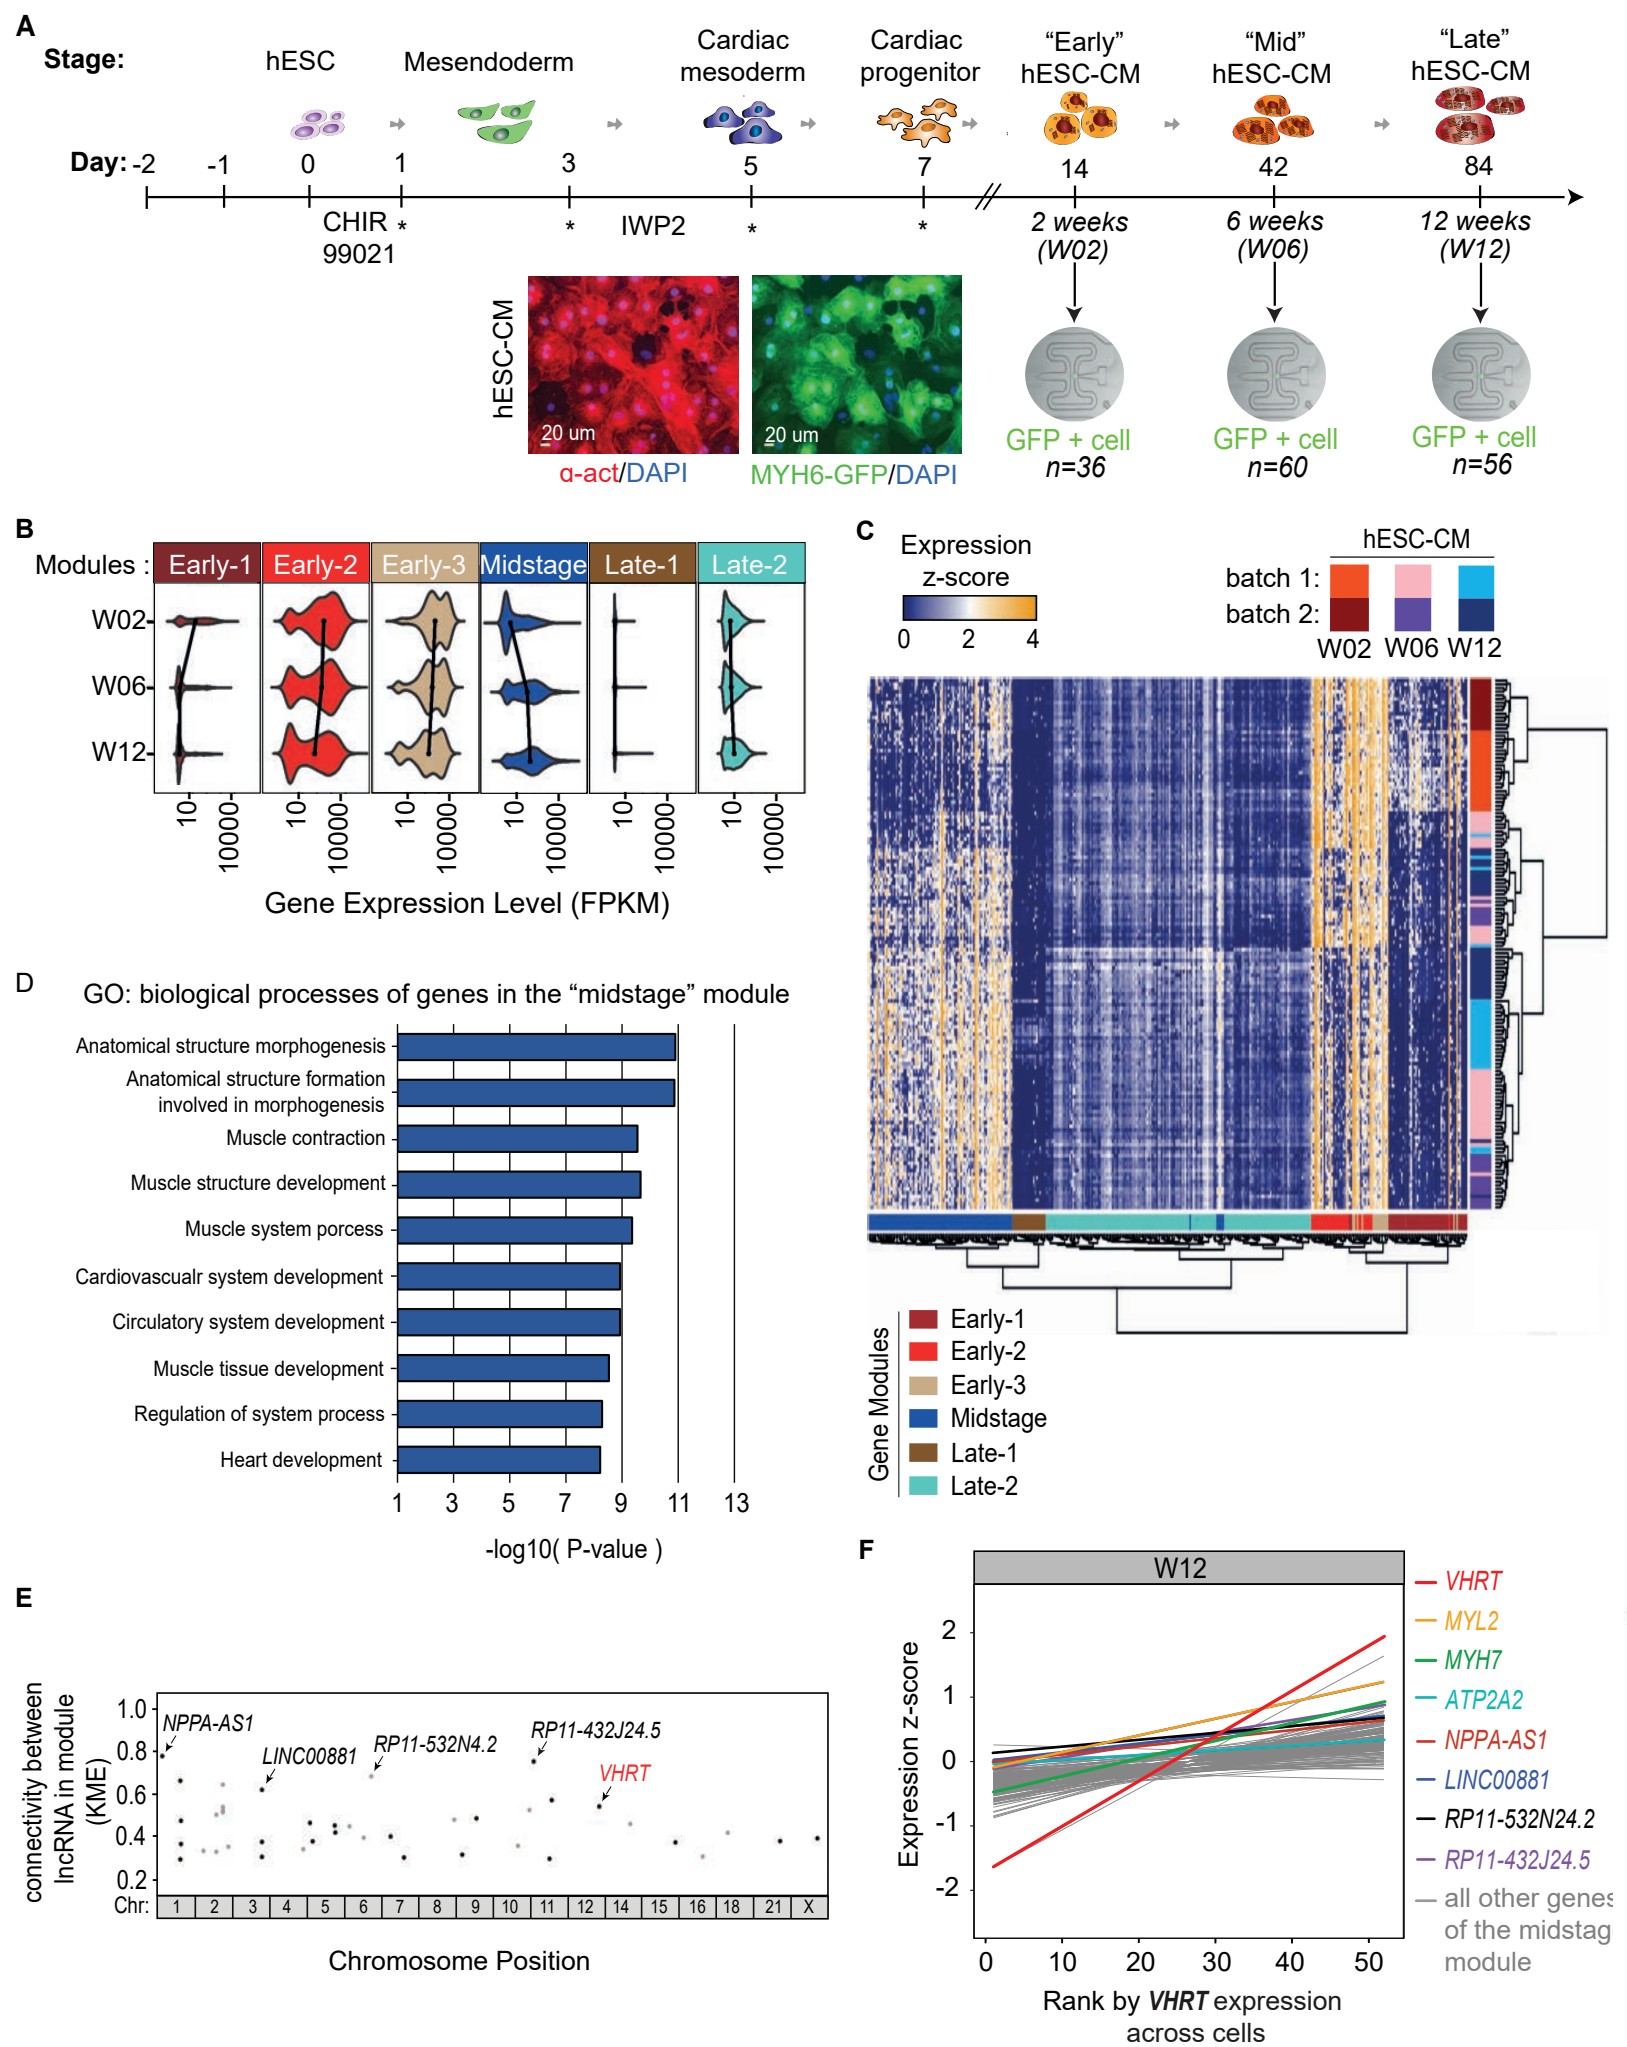 A
Stage:
hESC
Mesendoderm
Cardiac
mesoderm
Cardiac
progenitor
“Early”
hESC-CM
“Mid”
hESC-CM
“Late”
hESC-CM
Day: -2 -1 0 1 3 5 7 14 42 84
CHIR
99021
*
*
IWP2
*
*
2 weeks
(W02)
6 weeks
(W06)
12 weeks
(W12)
hESC-CM
20 um
20 um
α-act/DAPI
MYH6-GFP/DAPI
GFP + cell
n=36
GFP + cell
n=60
GFP + cell
n=56
B
Modules : Early-1 Early-2 Early-3 Midstage Late-1 Late-2
W02
W06
W12
10 10000 10 10000 10 10000 10 10000 10 10000 10 10000
Gene Expression Level (FPKM)
C
Expression
z-score
0 2 4
hESC-CM
batch 1:
batch 2:
W02 W06 W12
Gene Modules
Early-1
Early-2
Early-3
Midstage
Late-1
Late-2
D
GO: biological processes of genes in the “midstage” module
Anatomical structure morphogenesis
Anatomical structure formation
involved in morphogenesis
Muscle contraction
Muscle structure development
Muscle system porcess
Cardiovascualr system development
Circulatory system development
Muscle tissue development
Regulation of system process
Heart development
1 3 5 7 9 11 13
-log10( P-value )
E
connectivity between
lncRNA in module
(KME)
1.0
0.8
0.6
0.4
0.2
NPPA-AS1
LINC00881
RP11-532N4.2
RP11-432J24.5
VHRT
Chr: 1 2 3 4 5 6 7 8 9 10 11 12 14 15 16 18 21 X
Chromosome Position
F
W12
Expression z-score
2
1
0
-1
-2
0 10 20 30 40 50
Rank by VHRT expression
across cells
VHRT
MYL2
MYH7
ATP2A2
NPPA-AS1
LINC00881
RP11-532N24.2
RP11-432J24.5
all other genes
of the midstag
module